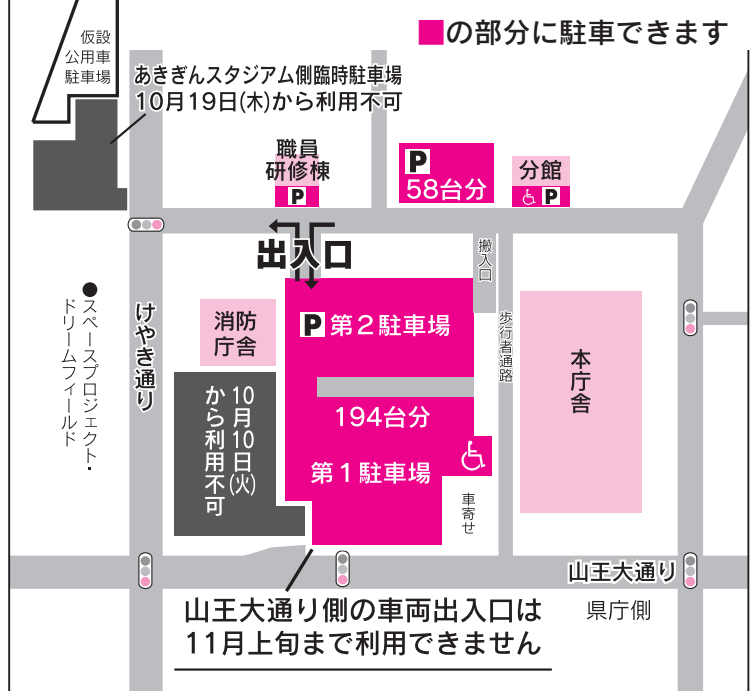 ■の部分に駐車できます
仮設
公用車
駐車場
あきぎんスタジアム側臨時駐車場
10月19日(木)から利用不可
職員
研修棟
P
P
58台分
分館
P
出入口
搬入口
歩行者通路
●スペースプロジェクト・
ドリームフィールド
けやき通り
消防
庁舎
P 第2駐車場
194台分
第1駐車場
10月10日(火)
から利用不可
本庁舎
車寄せ
山王大通り
県庁側
山王大通り側の車両出入口は
11月上旬まで利用できません